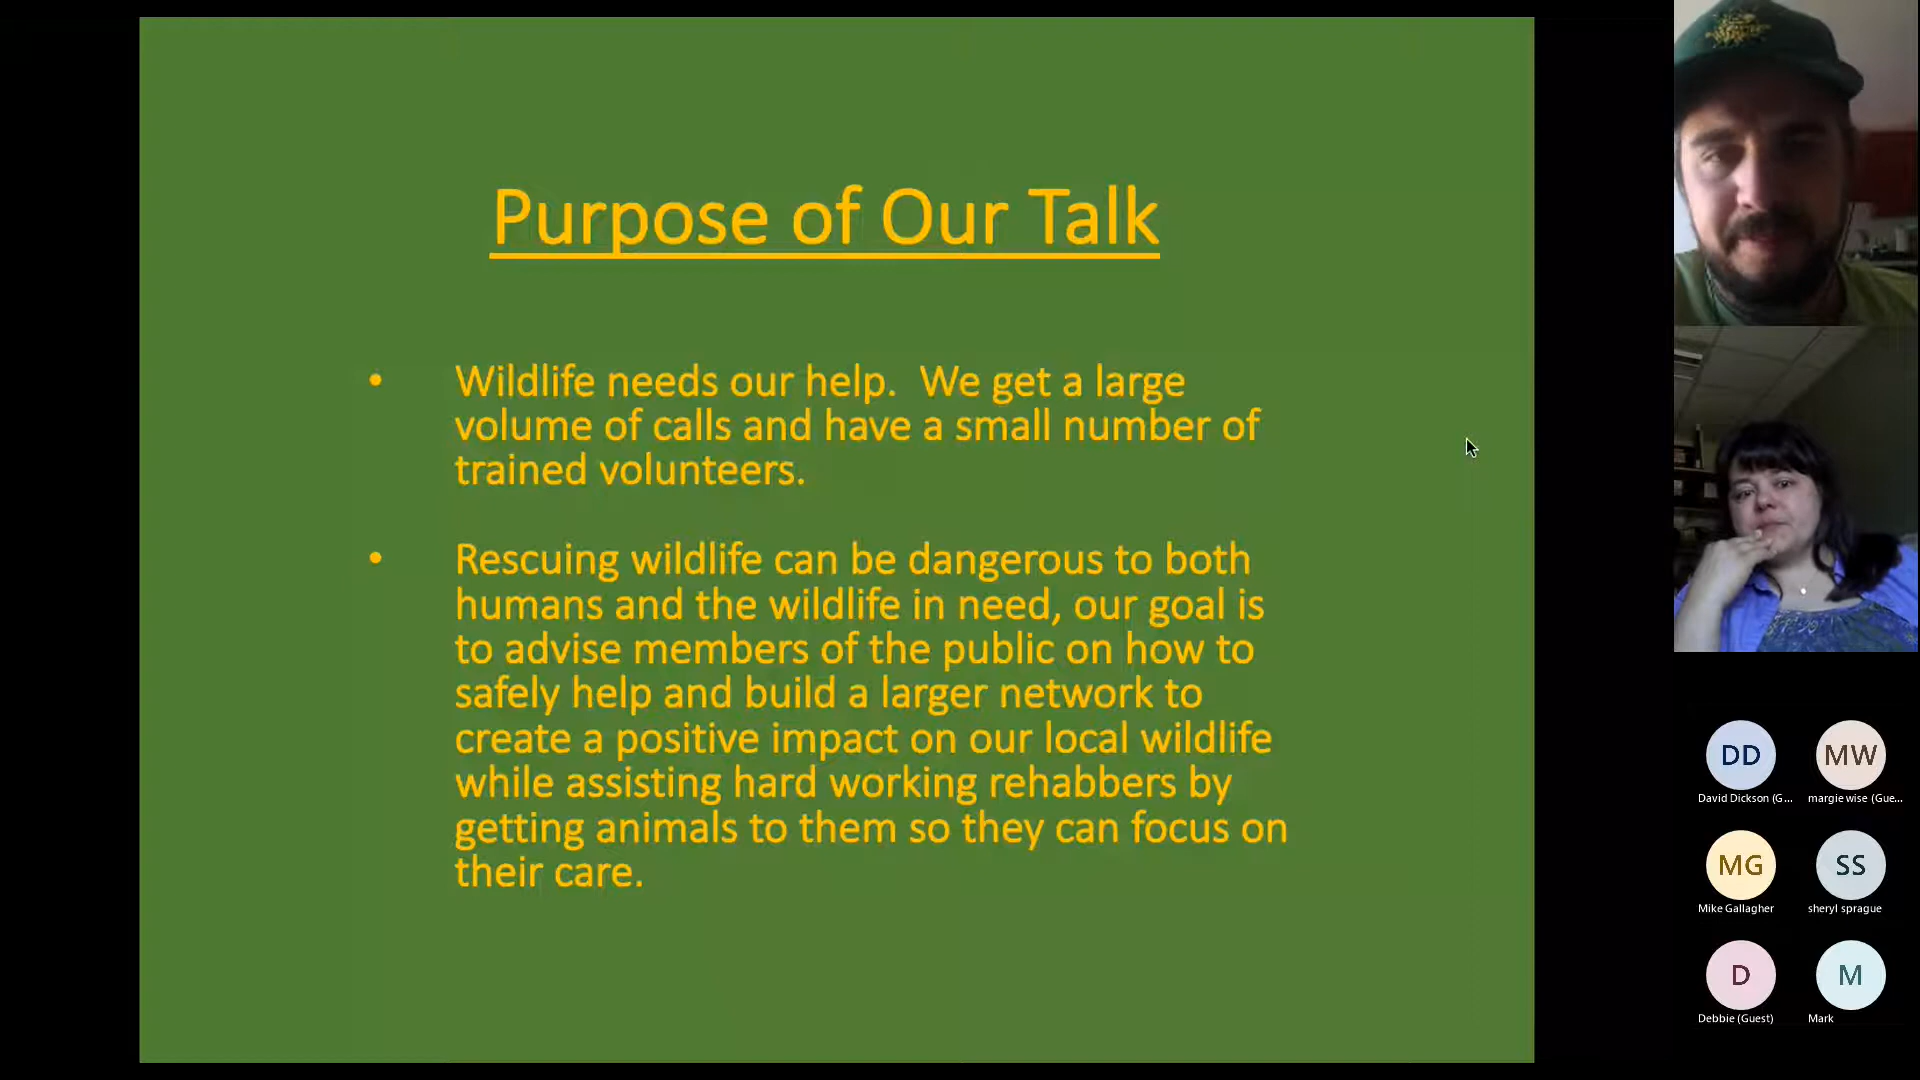 Purpose of Our Talk
• Wildlife needs our help.  We get a large
volume of calls and have a small number of
trained volunteers.
• Rescuing wildlife can be dangerous to both
humans and the wildlife in need, our goal is
to advise members of the public on how to
safely help and build a larger network to
create a positive impact on our local wildlife
while assisting hard working rehabbers by
getting animals to them so they can focus on
their care.
DD
David Dickson (G...
MW
margie wise (Gue...
MG
Mike Gallagher
SS
sheryl sprague
D
Debbie (Guest)
M
Mark